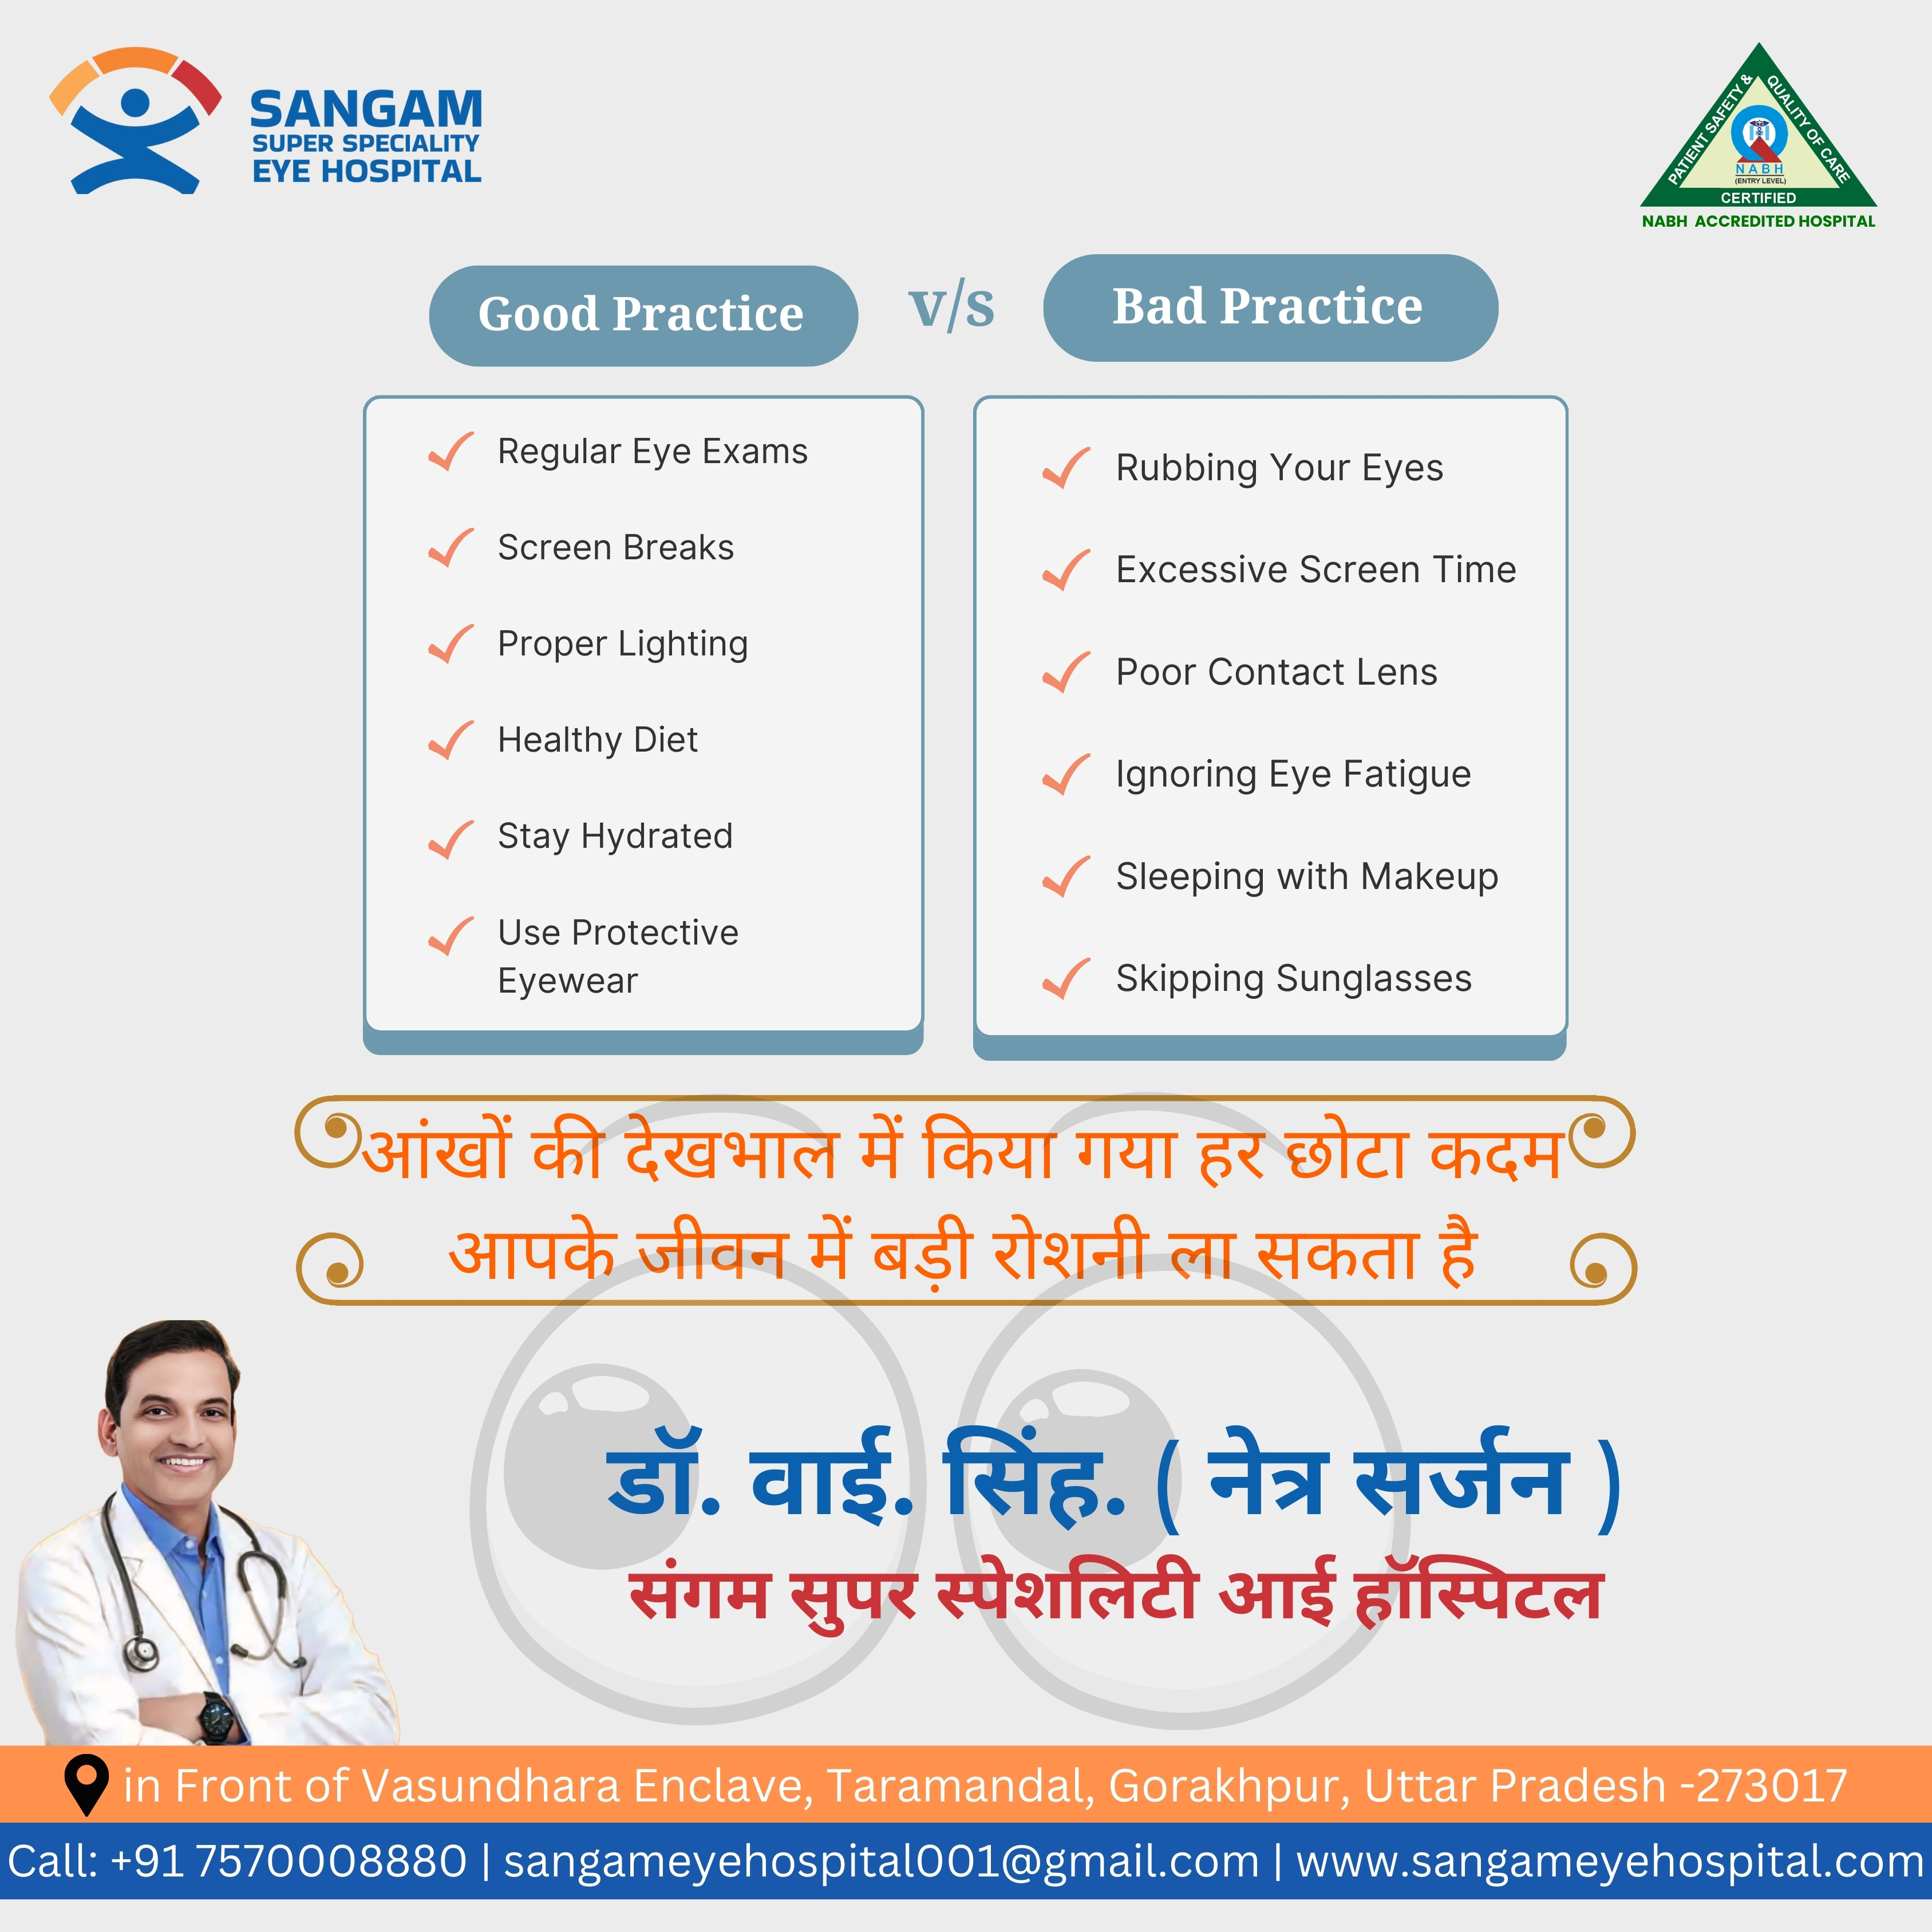 SANGAM
SUPER SPECIALITY
EYE HOSPITAL
PATIENT SAFETY & QUALITY OF CARE
NABH
(ENTRY LEVEL)
CERTIFIED
NABH ACCREDITED HOSPITAL
Good Practice v/s Bad Practice
Regular Eye Exams
Screen Breaks
Proper Lighting
Healthy Diet
Stay Hydrated
Use Protective
Eyewear
Rubbing Your Eyes
Excessive Screen Time
Poor Contact Lens
Ignoring Eye Fatigue
Sleeping with Makeup
Skipping Sunglasses
आंखों की देखभाल में किया गया हर छोटा कदम
आपके जीवन में बड़ी रोशनी ला सकता है
डॉ. वाई. सिंह. ( नेत्र सर्जन )
संगम सुपर स्पेशलिटी आई हॉस्पिटल
in Front of Vasundhara Enclave, Taramandal, Gorakhpur, Uttar Pradesh -273017
Call: +91 7570008880 | sangameyehospital001@gmail.com | www.sangameyehospital.com